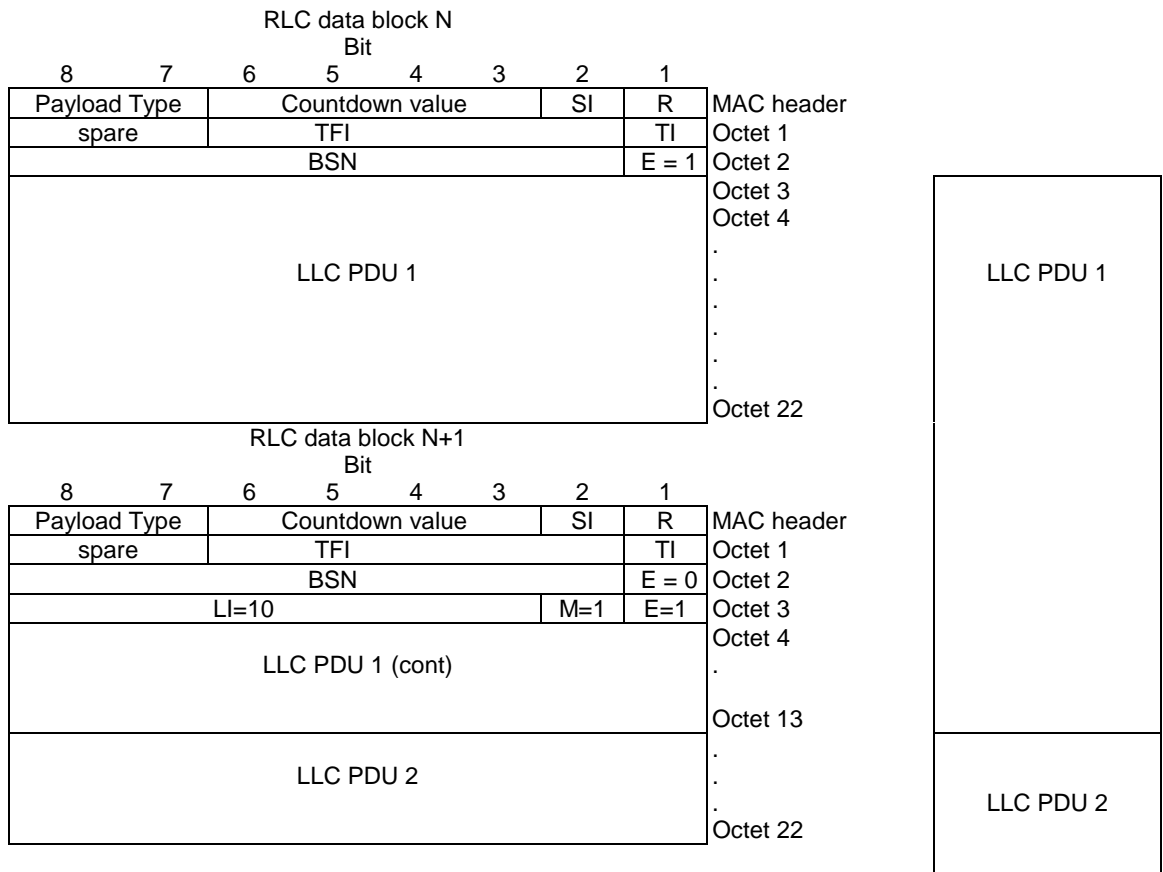 RLC data block N
Bit
8 7 6 5 4 3 2 1
Payload Type Countdown value SI R MAC header
spare TFI TI Octet 1
BSN E = 1 Octet 2
Octet 3
Octet 4
.
LLC PDU 1 . LLC PDU 1
.
.
.
.
Octet 22
RLC data block N+1
Bit
8 7 6 5 4 3 2 1
Payload Type Countdown value SI R MAC header
spare TFI TI Octet 1
BSN E = 0 Octet 2
LI=10 M=1 E=1 Octet 3
Octet 4
LLC PDU 1 (cont) .
Octet 13
.
LLC PDU 2 .
. LLC PDU 2
Octet 22